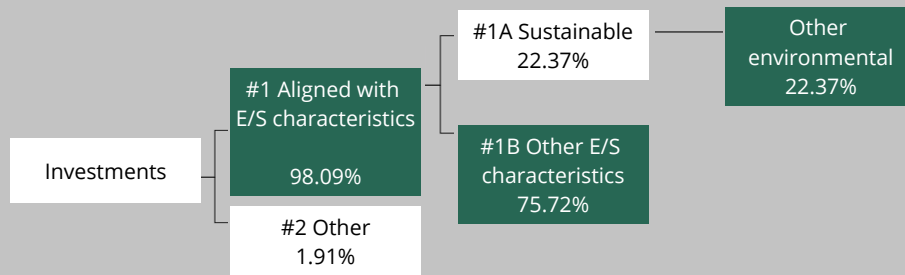 Investments
#1 Aligned with
E/S characteristics
98.09%
#2 Other
1.91%
#1A Sustainable
22.37%
#1B Other E/S
characteristics
75.72%
Other
environmental
22.37%